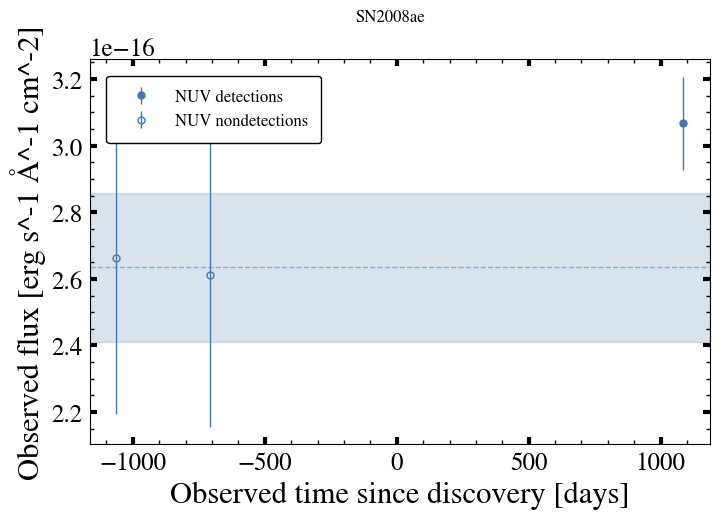 SN2008ae
1e−16
NUV detections
NUV nondetections
3.2
3.0
2.8
2.6
2.4
2.2
Observed flux [erg s^-1 Å^-1 cm^-2]
−1000
−500
0
500
1000
Observed time since discovery [days]